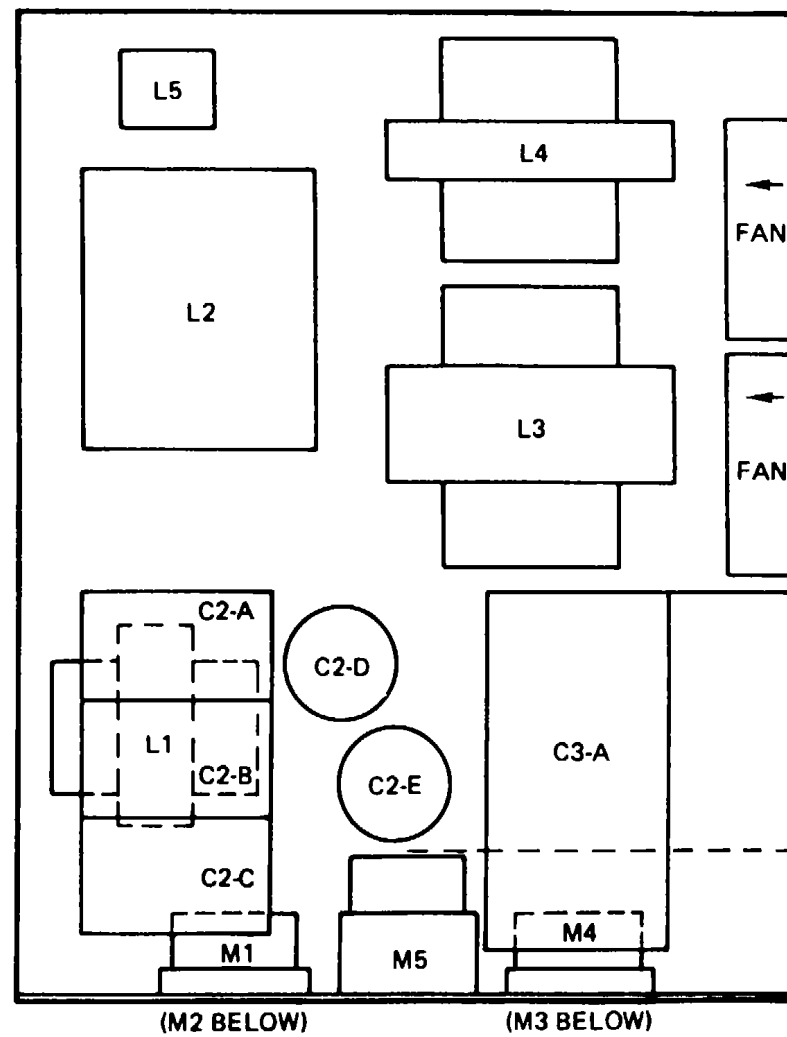 L5
L4
FAN
L2
L3
FAN
C2-A
C2-D
L1
C2-B
C2-E
C3-A
C2-C
M1
M5
M4
(M2 BELOW)
(M3 BELOW)